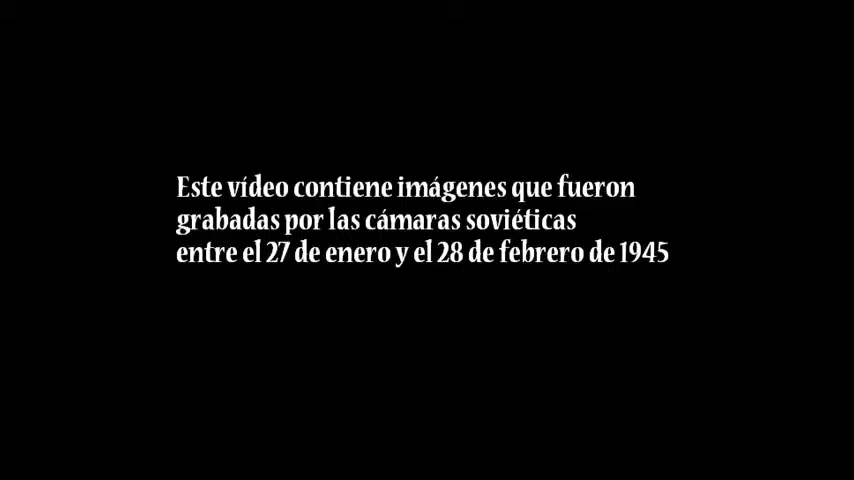 Este vídeo contiene imágenes que fueron
grabadas por las cámaras soviéticas
entre el 27 de enero y el 28 de febrero de 1945